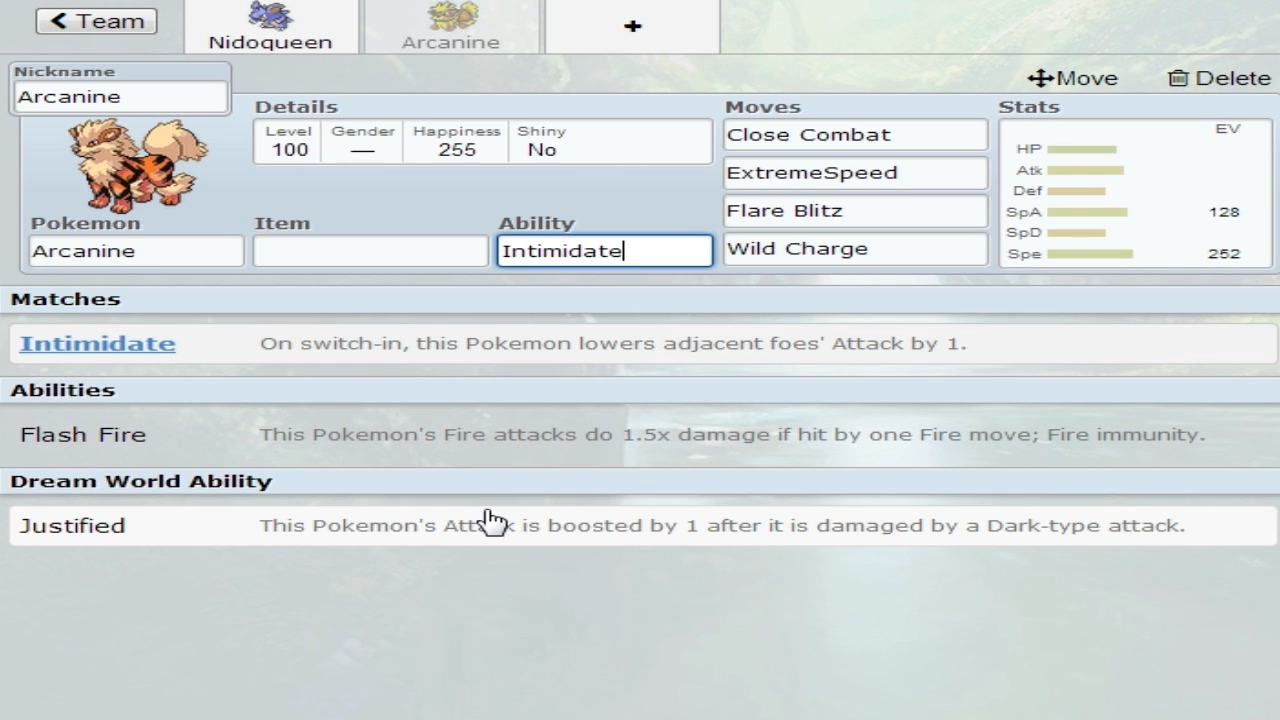 Team
Nidoqueen
Arcanine
+
Nickname
Arcanine
Move
Delete
Details
Level
100
Gender
—
Happiness
255
Shiny
No
Moves
Close Combat
ExtremeSpeed
Flare Blitz
Wild Charge
Stats
EV
HP
Atk
Def
SpA 128
SpD
Spe 252
Pokemon
Arcanine
Item
Ability
Intimidate
Matches
Intimidate On switch-in, this Pokemon lowers adjacent foes' Attack by 1.
Abilities
Flash Fire This Pokemon's Fire attacks do 1.5x damage if hit by one Fire move; Fire immunity.
Dream World Ability
Justified This Pokemon's Attack is boosted by 1 after it is damaged by a Dark-type attack.